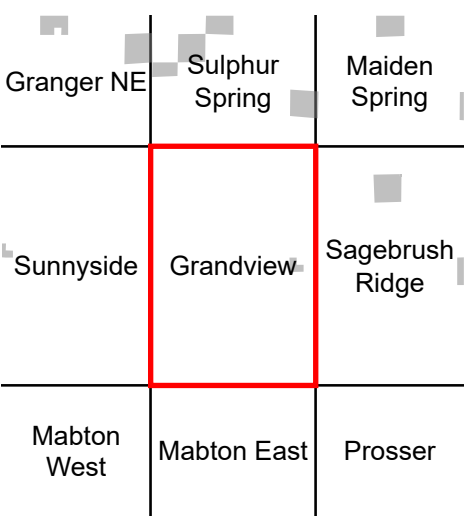 Granger NE
Sulphur
Spring
Maiden
Spring
Sunnyside
Grandview
Sagebrush
Ridge
Mabton
West
Mabton East
Prosser